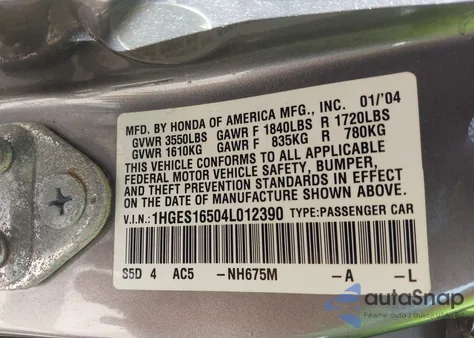 MFD. BY HONDA OF AMERICA MFG., INC. 01/'04
GVWR 3550LBS GAWR F 1840LBS R 1720LBS
GVWR 1610KG GAWR F 835KG R 780KG
THIS VEHICLE CONFORMS TO ALL APPLICABLE
FEDERAL MOTOR VEHICLE SAFETY, BUMPER,
AND THEFT PREVENTION STANDARDS IN EFFECT
ON THE DATE OF MANUFACTURE SHOWN ABOVE.
V.I.N.: 1HGES16504L012390 TYPE:PASSENGER CAR
S5D 4 AC5 -NH675M -A -L
autoSnap
Pewne auta z